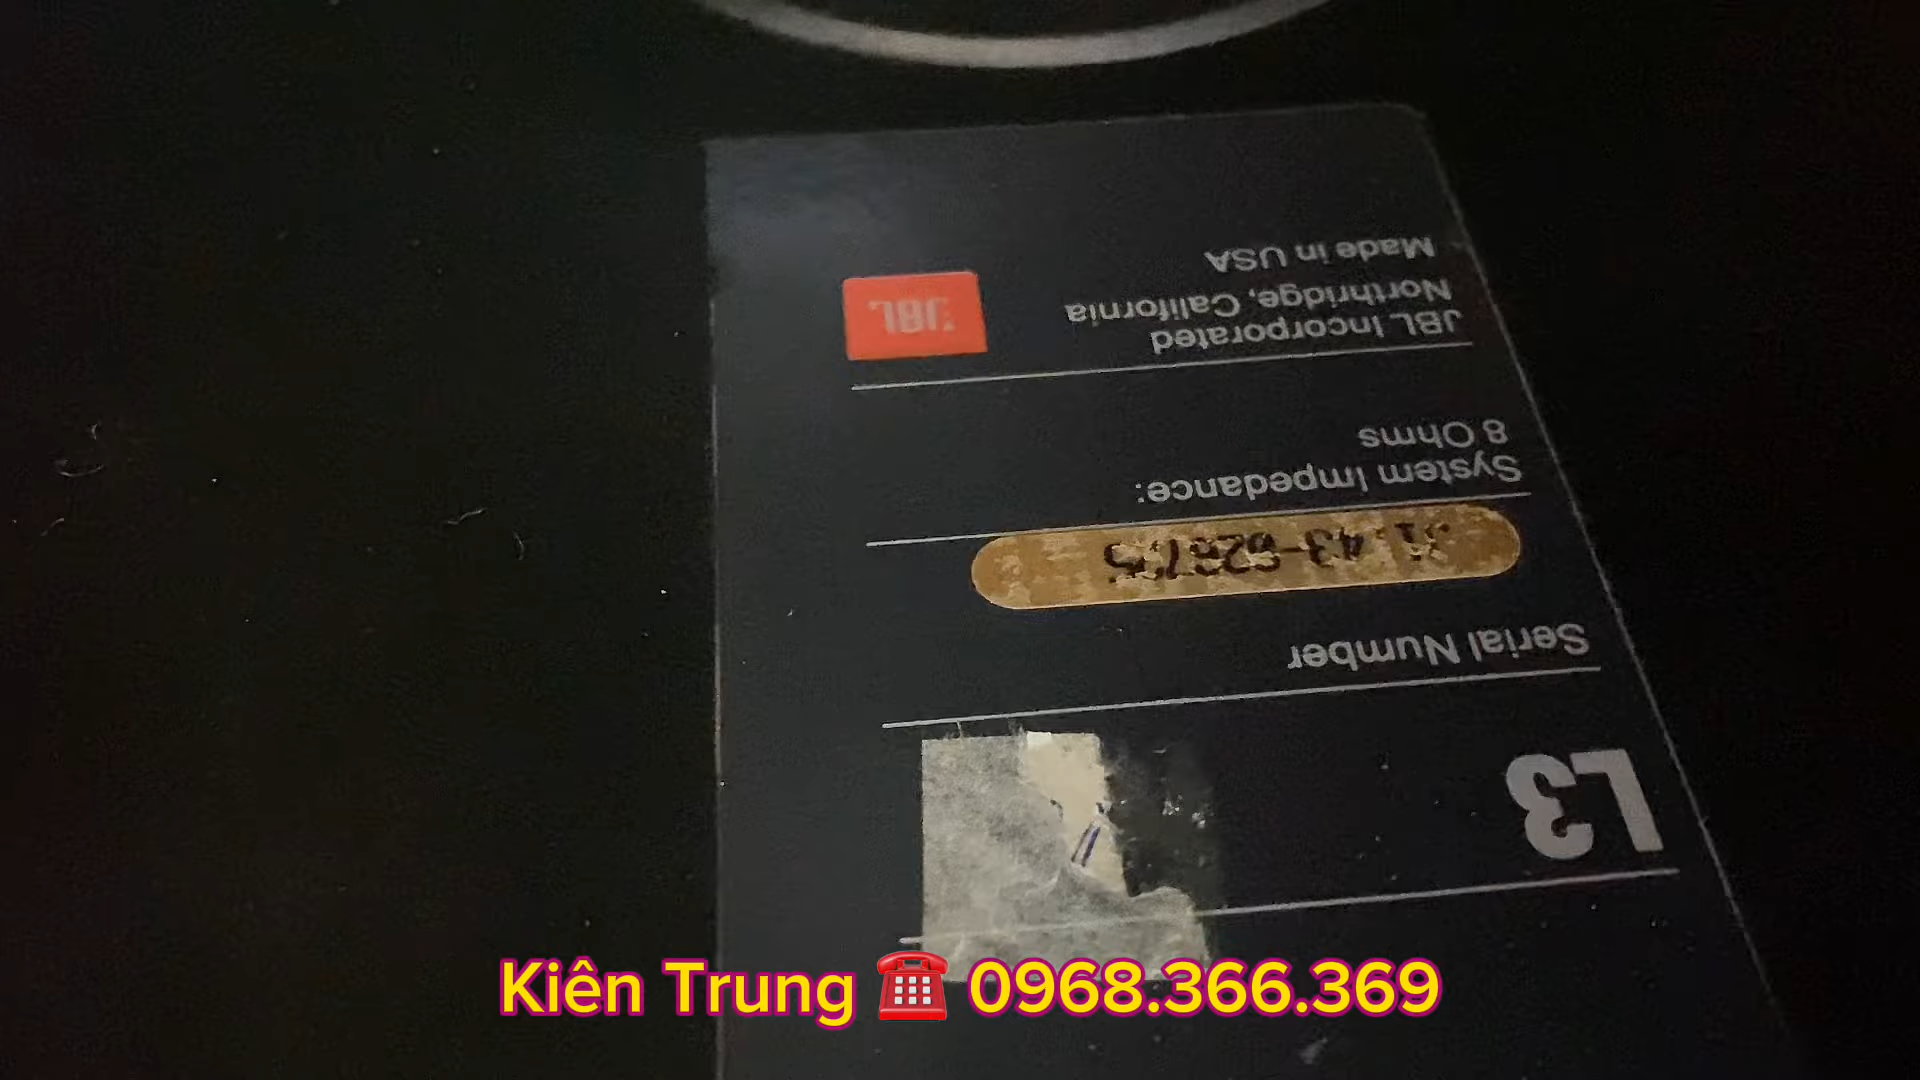 L3
Serial Number
System Impedance:
8 Ohms
JBL Incorporated
Northridge, California
Made in USA
JBL
Kiên Trung ☎ 0968.366.369